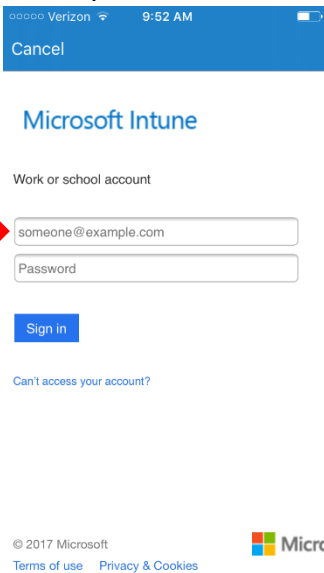 Verizon 9:52 AM
Cancel
Microsoft Intune
Work or school account
someone@example.com
Password
Sign in
Can't access your account?
© 2017 Microsoft
Micro
Terms of use Privacy & Cookies